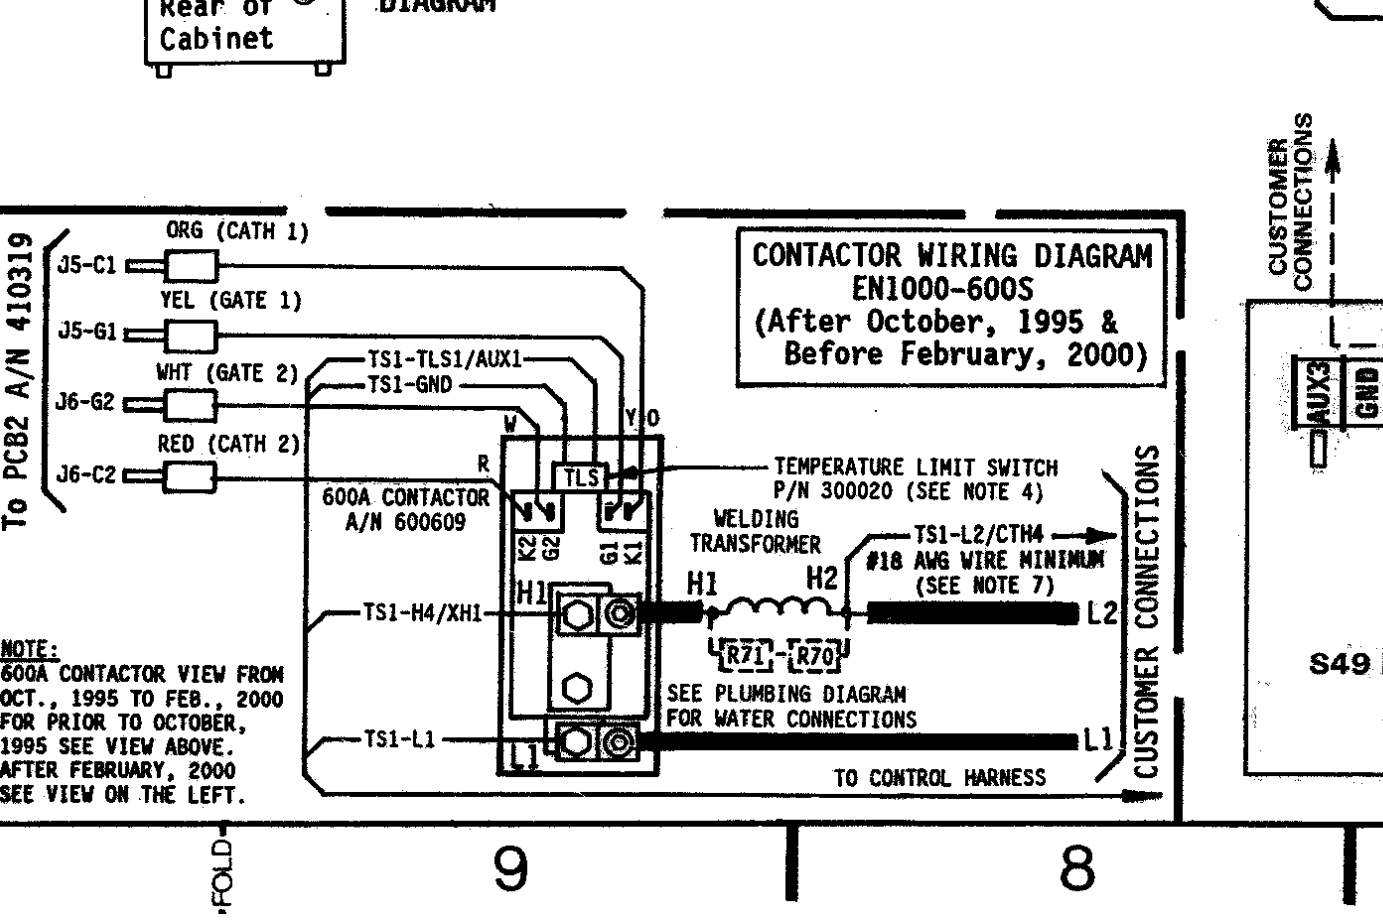 Rear of
Cabinet
DIAGRAM
CUSTOMER
CONNECTIONS
To PCB2 A/N 410319
ORG (CATH 1)
J5-C1
YEL (GATE 1)
J5-G1
WHT (GATE 2)
J6-G2
RED (CATH 2)
J6-C2
TS1-TLS1/AUX1
TS1-GND
W
Y
O
R
TLS
600A CONTACTOR
A/N 600609
K2
G2
G1
K1
CONTACTOR WIRING DIAGRAM
EN1000-600S
(After October, 1995 &
Before February, 2000)
TEMPERATURE LIMIT SWITCH
P/N 300020 (SEE NOTE 4)
WELDING
TRANSFORMER
TS1-L2/CTH4
#18 AWG WIRE MINIMUM
(SEE NOTE 7)
H1
H1
H2
L2
TS1-H4/XH1
R71
R70
SEE PLUMBING DIAGRAM
FOR WATER CONNECTIONS
TS1-L1
L1
L1
TO CONTROL HARNESS
CUSTOMER CONNECTIONS
NOTE:
600A CONTACTOR VIEW FROM
OCT., 1995 TO FEB., 2000
FOR PRIOR TO OCTOBER,
1995 SEE VIEW ABOVE.
AFTER FEBRUARY, 2000
SEE VIEW ON THE LEFT.
AUX3
GND
S49
FOLD
9
8